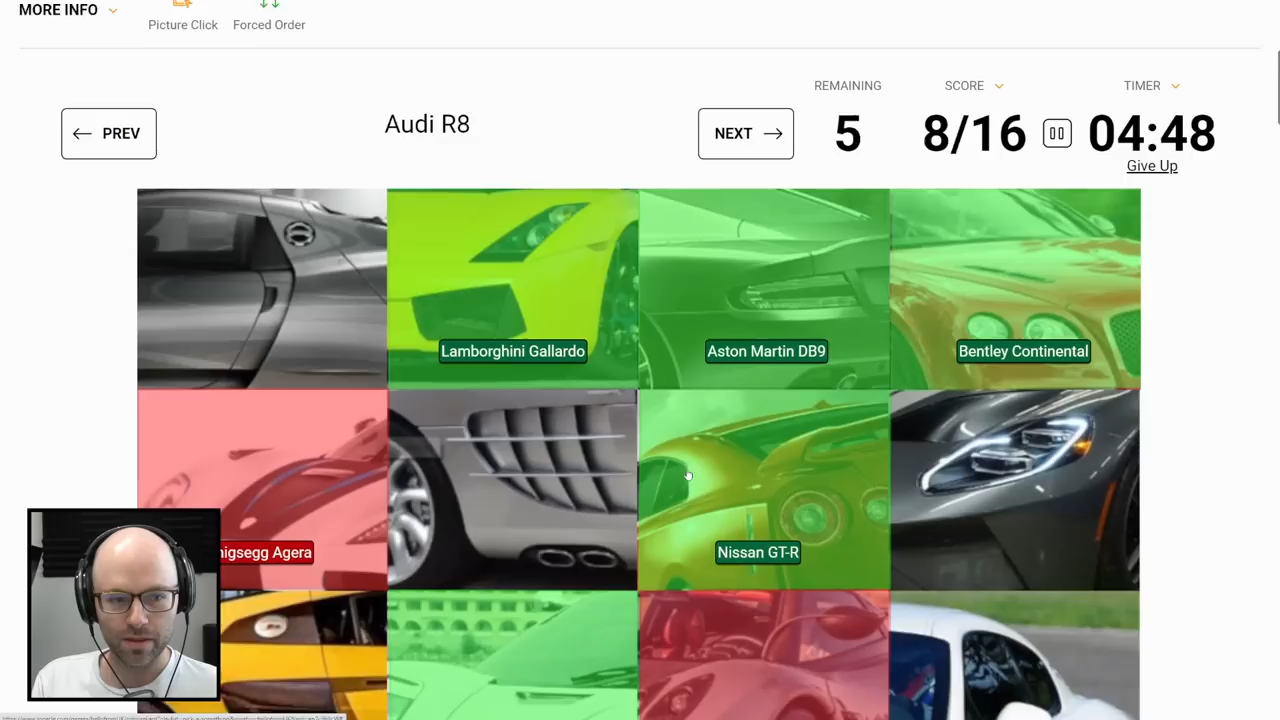 MORE INFO
Picture Click
Forced Order
PREV
Audi R8
NEXT
REMAINING
5
SCORE
8/16
TIMER
04:48
Give Up
Lamborghini Gallardo
Aston Martin DB9
Bentley Continental
nigsegg Agera
Nissan GT-R